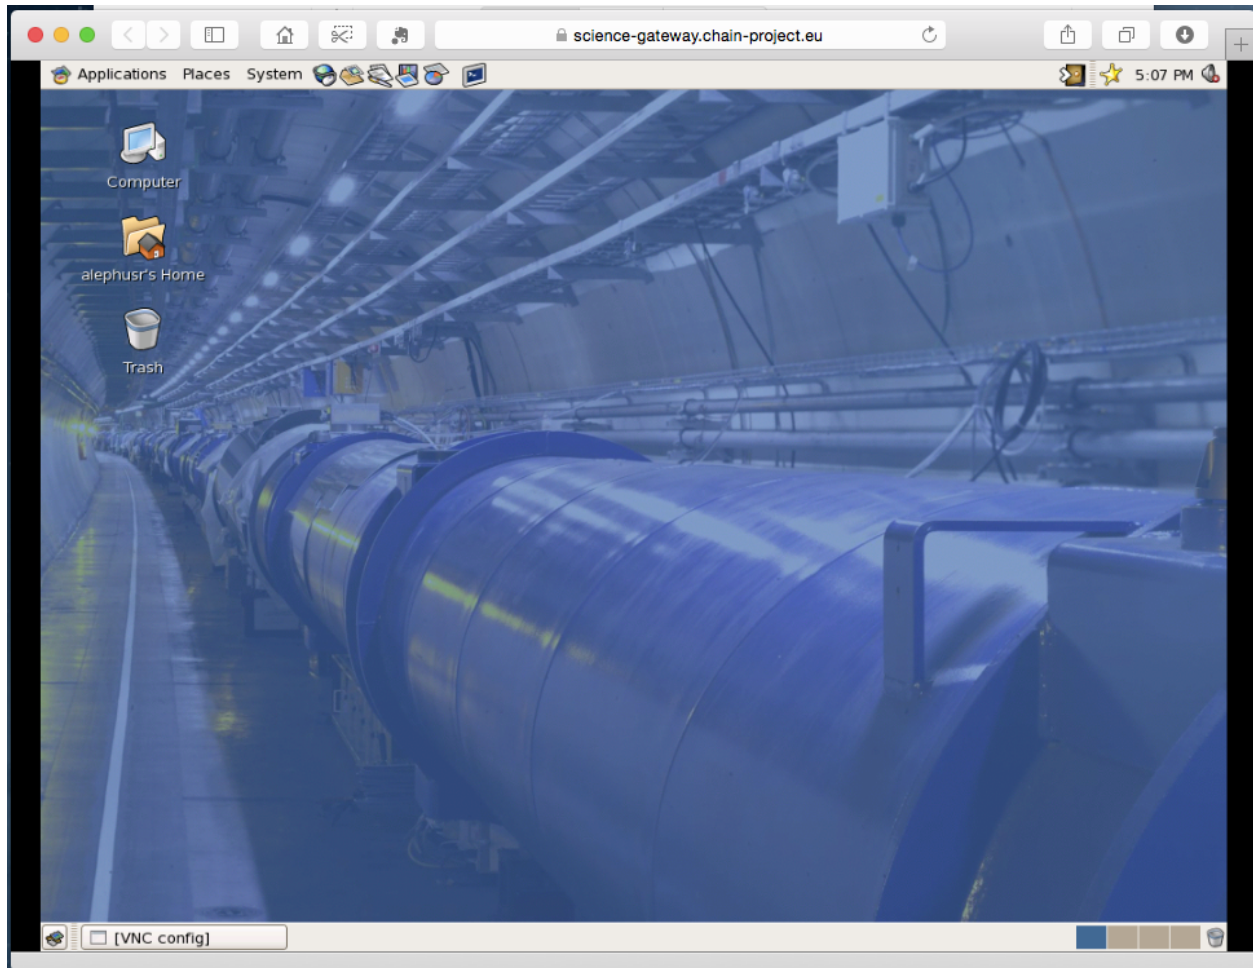 science-gateway.chain-project.eu
Applications Places System 5:07 PM
Computer
alephusr's Home
Trash
[VNC config]